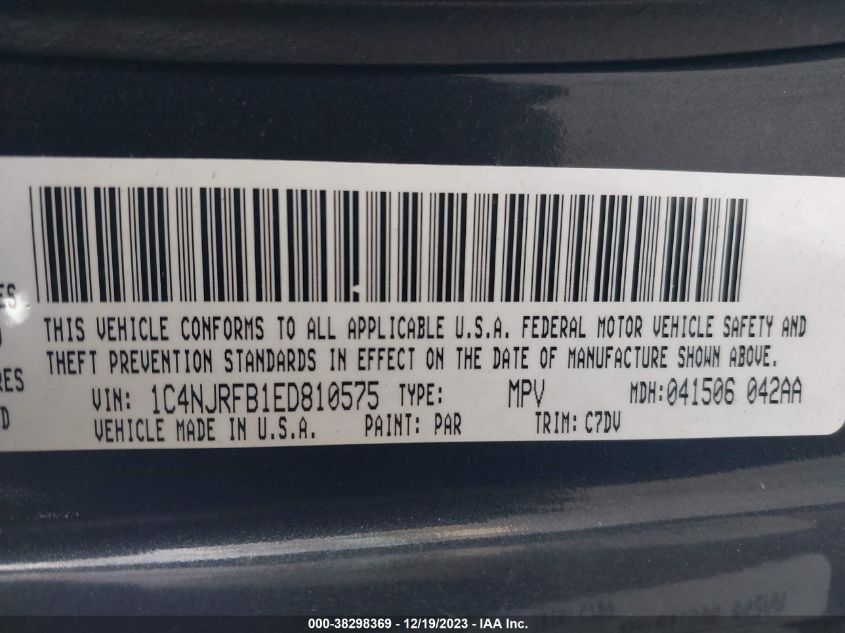 ES
THIS VEHICLE CONFORMS TO ALL APPLICABLE U.S.A. FEDERAL MOTOR VEHICLE SAFETY AND
THEFT PREVENTION STANDARDS IN EFFECT ON THE DATE OF MANUFACTURE SHOWN ABOVE.
RES
VIN: 1C4NJRFB1ED810575 TYPE: MPV MDH:041506 042AA
D
VEHICLE MADE IN U.S.A. PAINT: PAR TRIM: C7DV
000-38298369 - 12/19/2023 - IAA.